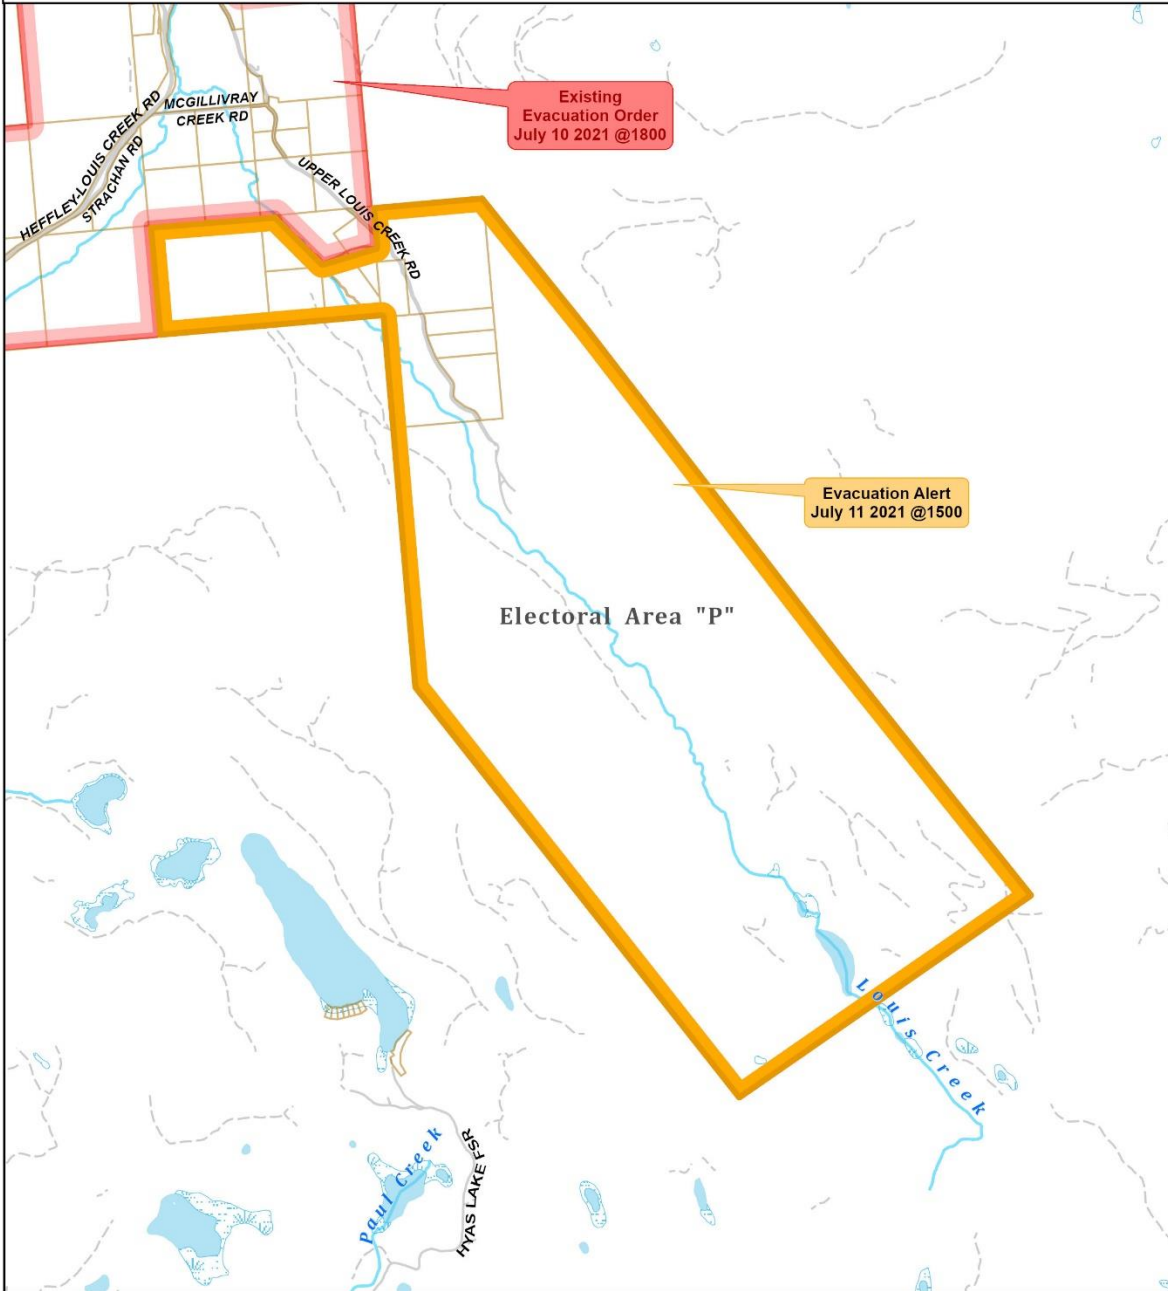 Existing
Evacuation Order
July 10 2021 @1800
MCGILLIVRAY
CREEK RD
HEFFLEY-LOUIS CREEK RD
STRACHAN RD
UPPER LOUIS CREEK RD
Evacuation Alert
July 11 2021 @1500
Electoral Area "P"
Louis Creek
Paul Creek
HYAS LAKE FSR